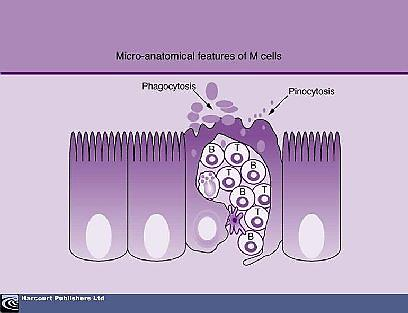 Micro-anatomical features of M cells
Phagocytosis
Pinocytosis
B T
T B
B T
T
B
Harcourt Publishers Ltd